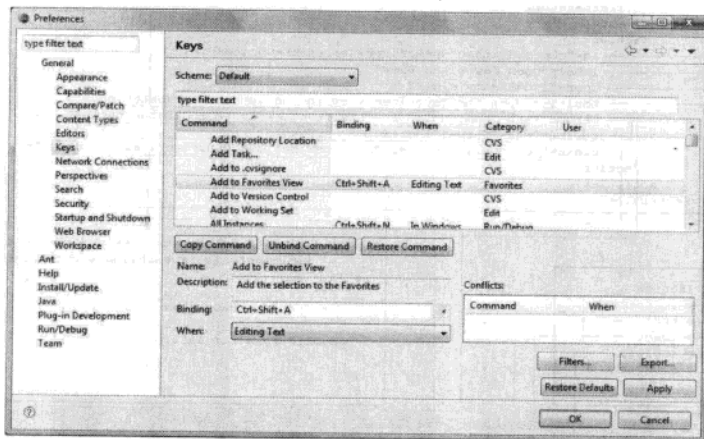 Preferences
type filter text
General
Appearance
Capabilities
Compare/Patch
Content Types
Editors
Keys
Network Connections
Perspectives
Search
Security
Startup and Shutdown
Web Browser
Workspace
Ant
Help
Install/Update
Java
Plug-in Development
Run/Debug
Team
Keys
Scheme: Default
type filter text
Command Binding When Category User
Add Repository Location CVS
Add Task... Edit
Add to .cvsignore CVS
Add to Favorites View Ctrl+Shift+A Editing Text Favorites
Add to Version Control CVS
Add to Working Set Edit
All Instances Ctrl+Shift+N In Windows Run/Debug
Copy Command Unbind Command Restore Command
Name: Add to Favorites View
Description: Add the selection to the Favorites
Binding: Ctrl+Shift+A
When: Editing Text
Conflicts:
Command When
Filters... Export...
Restore Defaults Apply
OK Cancel